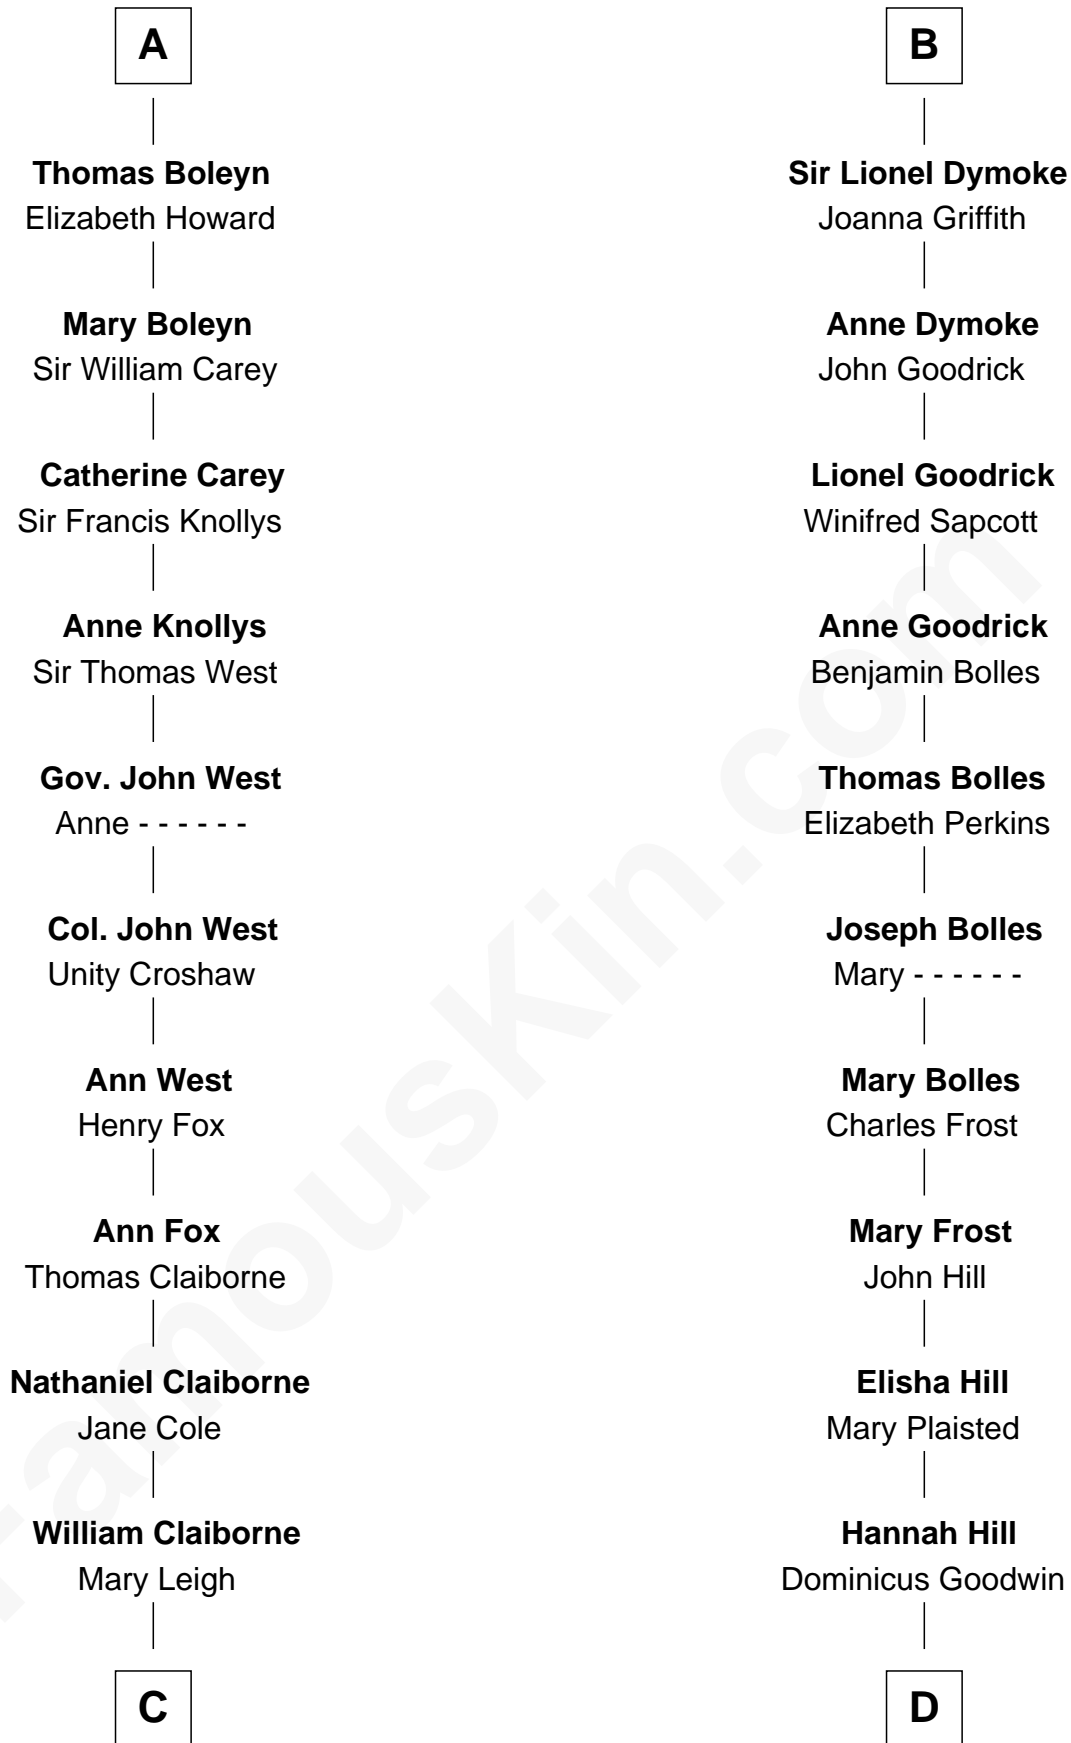 A
Thomas Boleyn
Elizabeth Howard
Mary Boleyn
Sir William Carey
Catherine Carey
Sir Francis Knollys
Anne Knollys
Sir Thomas West
Gov. John West
Anne - - - - - -
Col. John West
Unity Croshaw
Ann West
Henry Fox
Ann Fox
Thomas Claiborne
Nathaniel Claiborne
Jane Cole
William Claiborne
Mary Leigh
C
B
Sir Lionel Dymoke
Joanna Griffith
Anne Dymoke
John Goodrick
Lionel Goodrick
Winifred Sapcott
Anne Goodrick
Benjamin Bolles
Thomas Bolles
Elizabeth Perkins
Joseph Bolles
Mary - - - - - -
Mary Bolles
Charles Frost
Mary Frost
John Hill
Elisha Hill
Mary Plaisted
Hannah Hill
Dominicus Goodwin
D
FamousKin.com